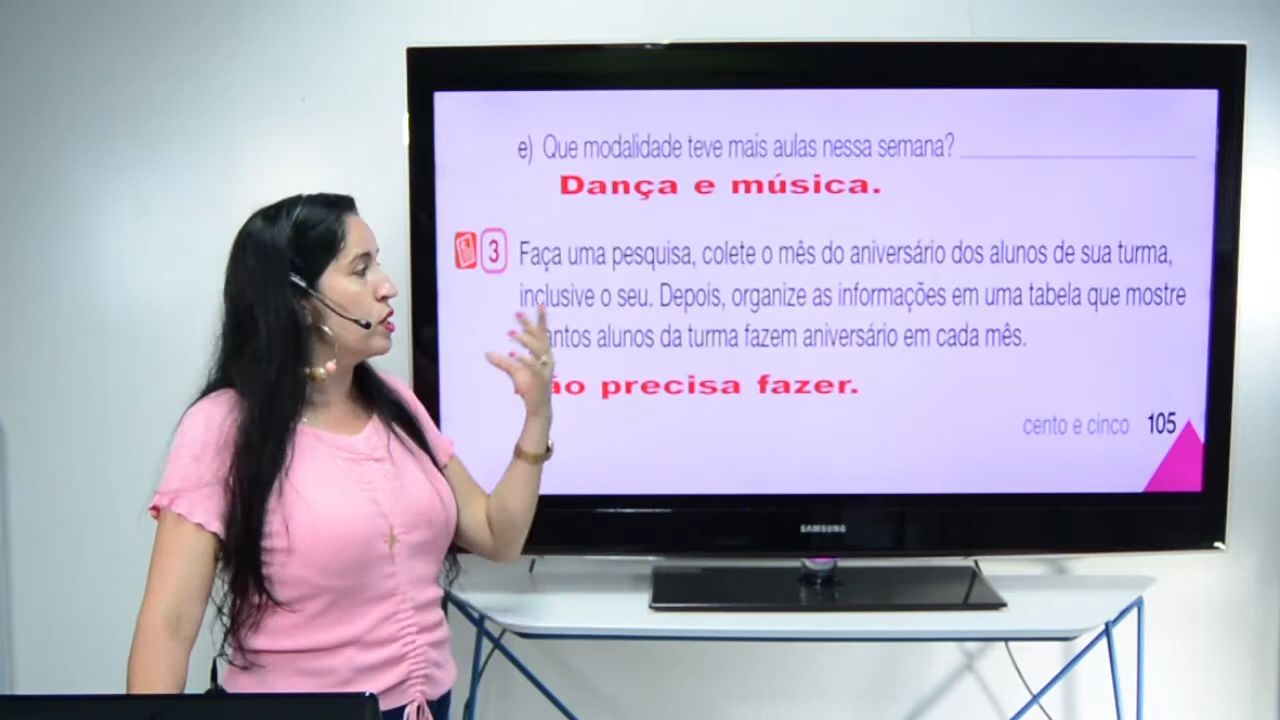 e) Que modalidade teve mais aulas nessa semana?
Dança e música.
3 Faça uma pesquisa, colete o mês do aniversário dos alunos de sua turma,
inclusive o seu. Depois, organize as informações em uma tabela que mostre
alunos da turma fazem aniversário em cada mês.
precisa fazer.
cento e cinco 105
SAMSUNG